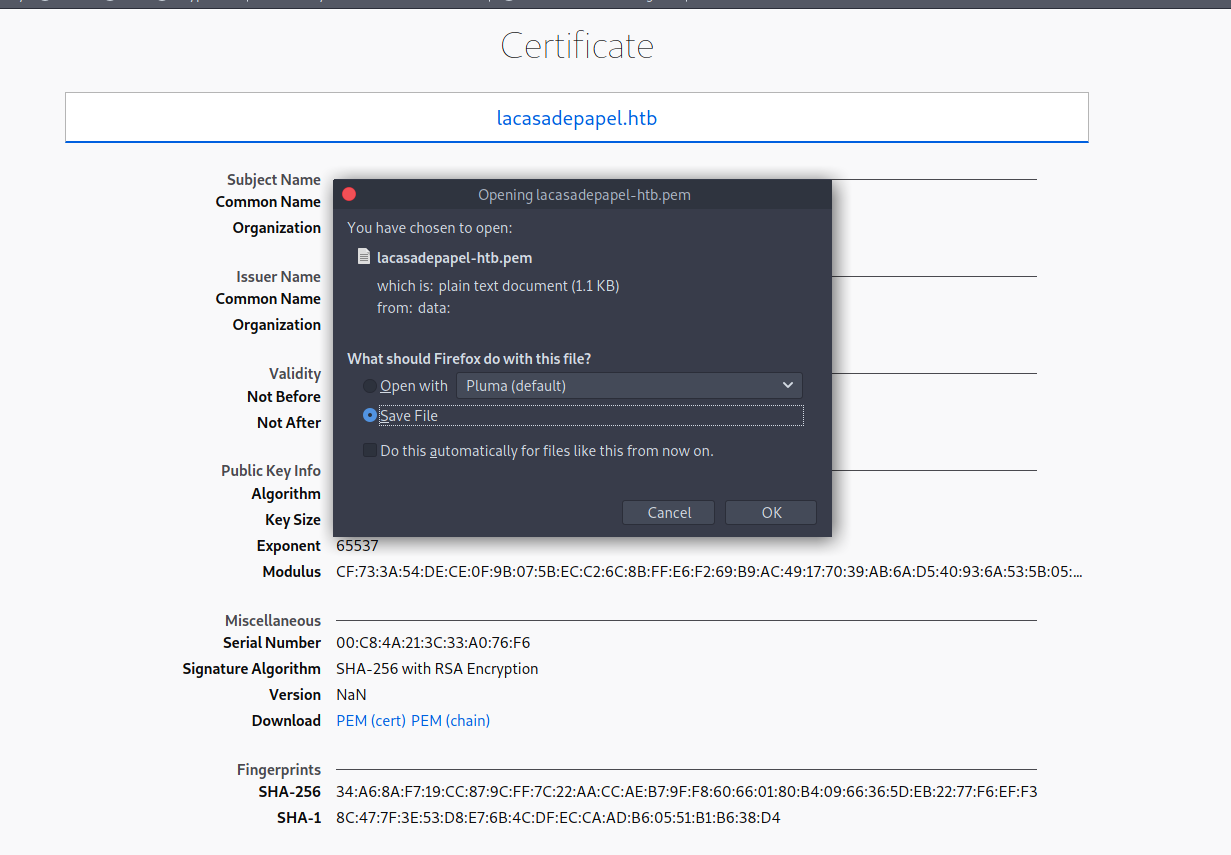 Certificate
lacasadepapel.htb
Subject Name
Common Name
Organization
Issuer Name
Common Name
Organization
Validity
Not Before
Not After
Public Key Info
Algorithm
Key Size
Exponent 65537
Modulus CF:73:3A:54:DE:CE:0F:9B:07:5B:EC:C2:6C:8B:FF:E6:F2:69:B9:AC:49:17:70:39:AB:6A:D5:40:93:6A:53:5B:05:...
Miscellaneous
Serial Number 00:C8:4A:21:3C:33:A0:76:F6
Signature Algorithm SHA-256 with RSA Encryption
Version NaN
Download PEM (cert) PEM (chain)
Fingerprints
SHA-256 34:A6:8A:F7:19:CC:87:9C:FF:7C:22:AA:CC:AE:B7:9F:F8:60:66:01:80:B4:09:66:36:5D:EB:22:77:F6:EF:F3
SHA-1 8C:47:7F:3E:53:D8:E7:6B:4C:DF:EC:CA:AD:B6:05:51:B1:B6:38:D4
Opening lacasadepapel-htb.pem
You have chosen to open:
lacasadepapel-htb.pem
which is: plain text document (1.1 KB)
from: data:
What should Firefox do with this file?
Open with Pluma (default)
Save File
Do this automatically for files like this from now on.
Cancel OK